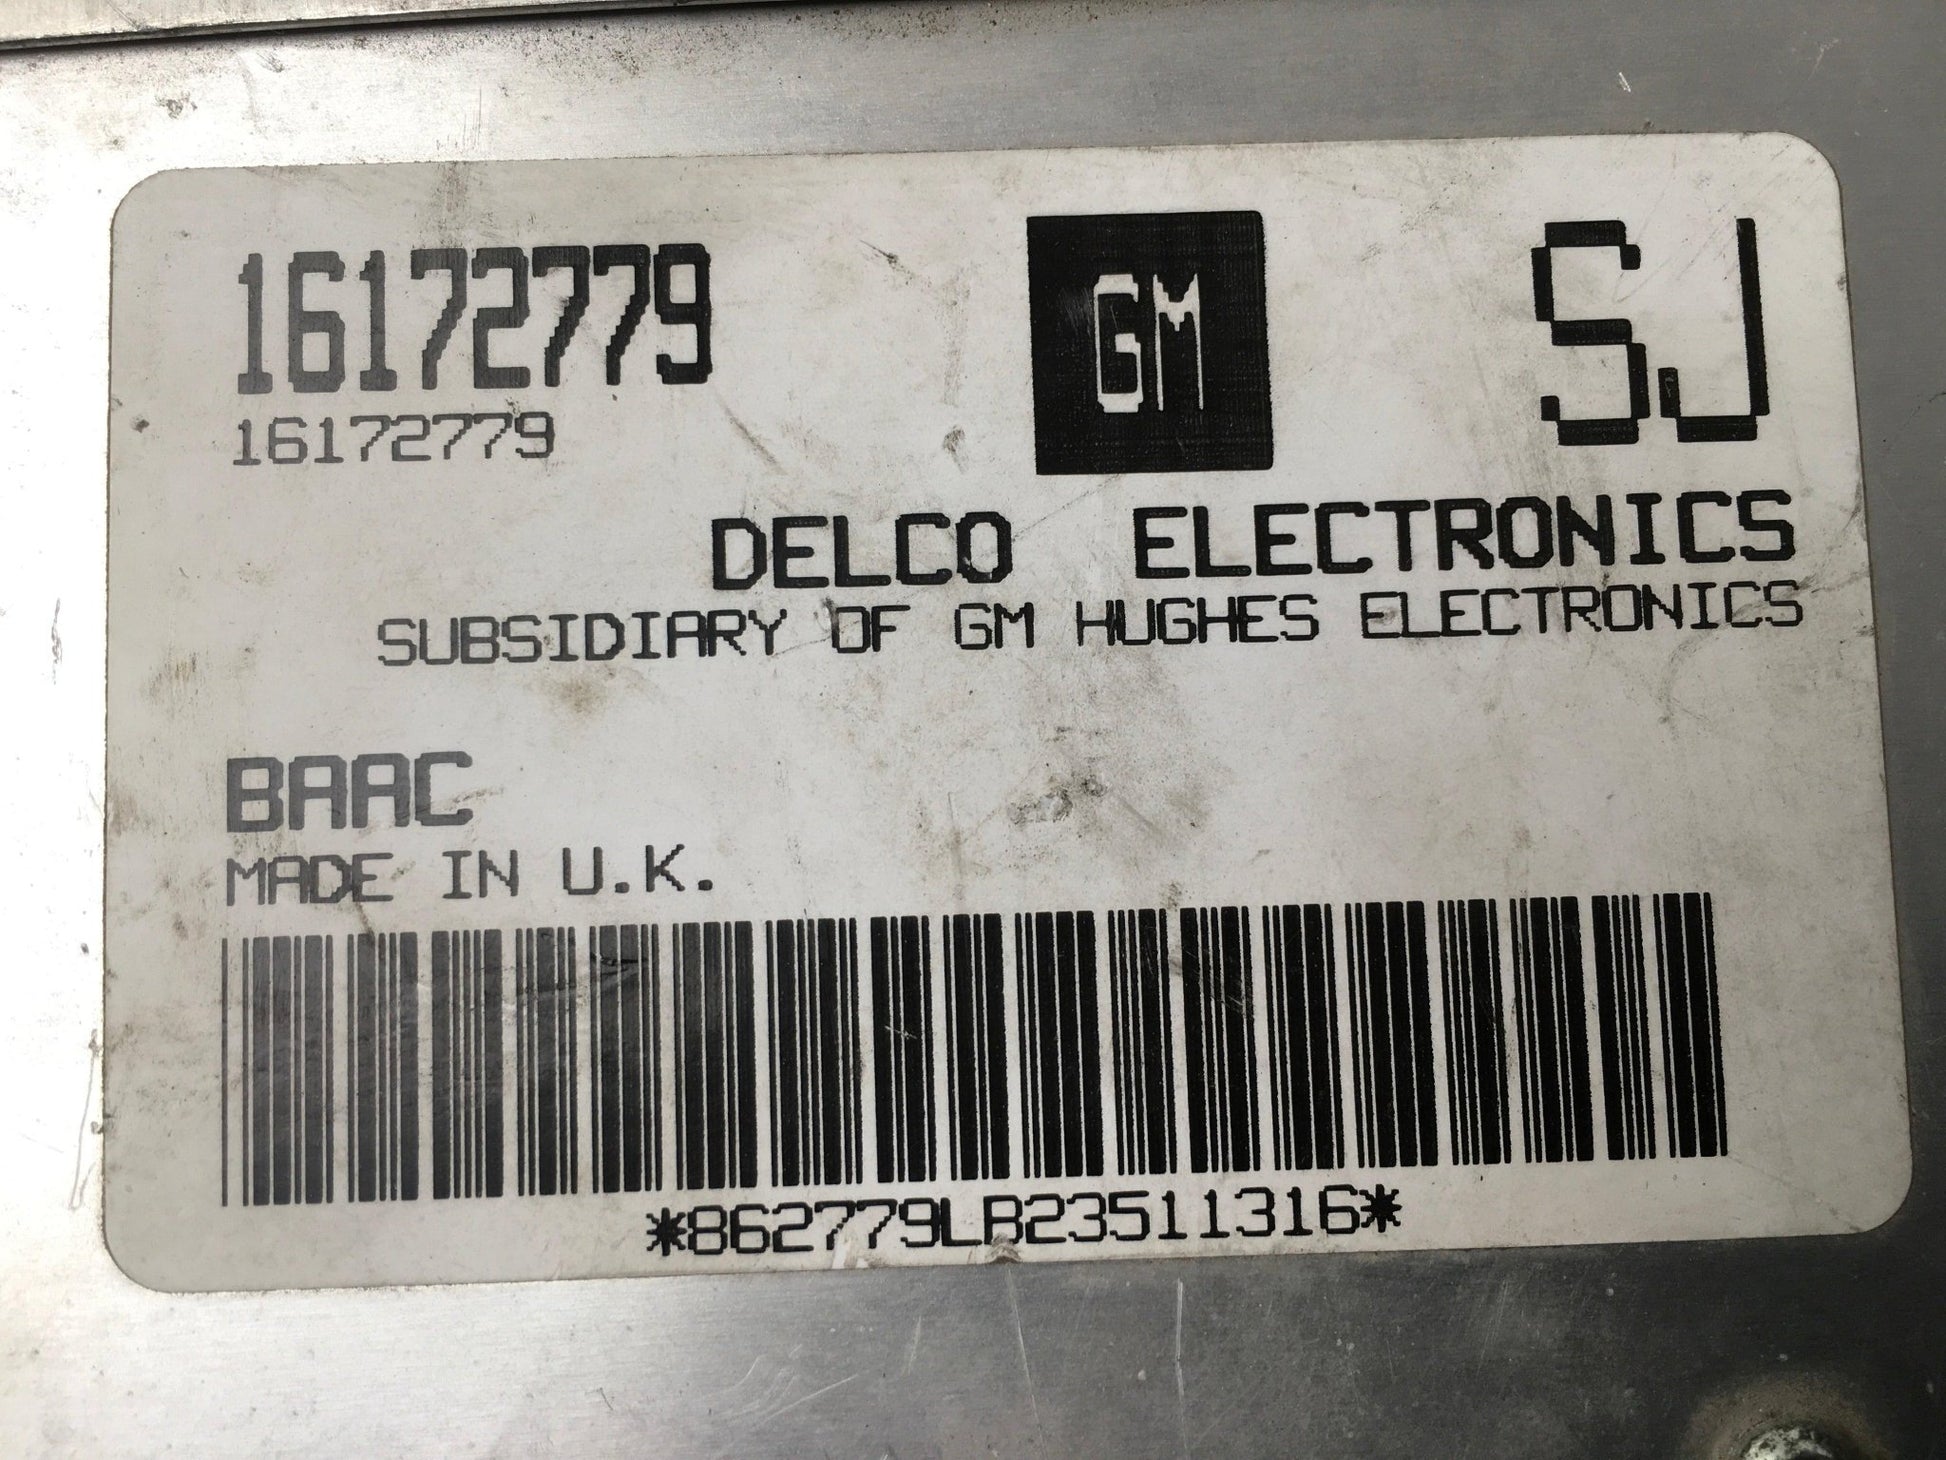 16172779
16172779
GM
SJ
DELCO ELECTRONICS
SUBSIDIARY OF GM HUGHES ELECTRONICS
BAAC
MADE IN U.K.
*862779LB23511316*